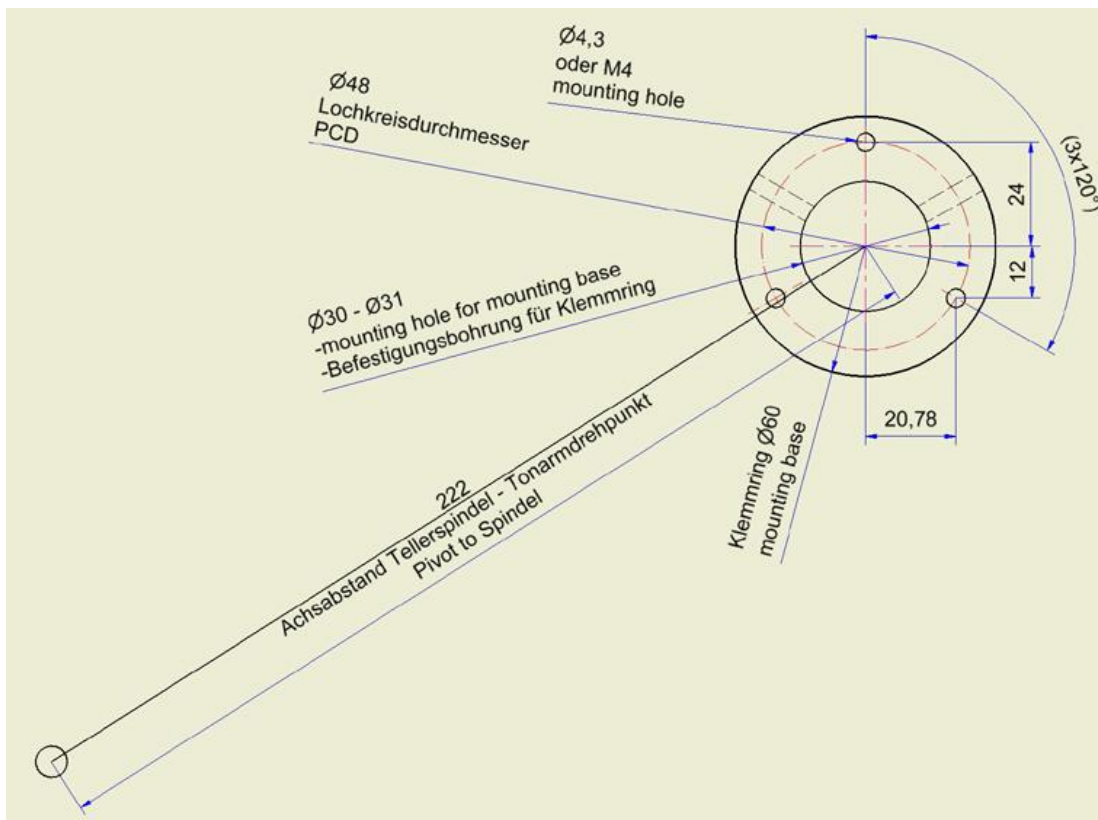 Ø4,3
oder M4
mounting hole
Ø48
Lochkreisdurchmesser
PCD
(3x120°)
24
12
Ø30 - Ø31
-mounting hole for mounting base
-Befestigungsbohrung für Klemmring
20,78
Klemmring Ø60
mounting base
222
Achsabstand Tellerspindel - Tonarmdrehpunkt
Pivot to Spindel